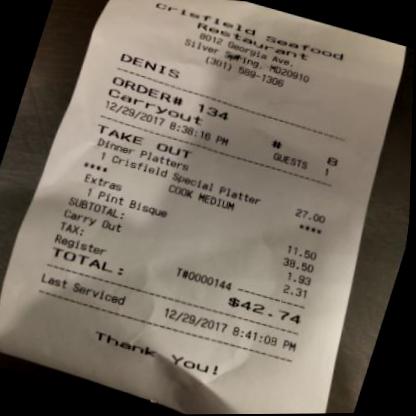 Crisfield Seafood
Restaurant
8012 Georgia Ave.
Silver Spring, MD20910
(301) 589-1306
DENIS
ORDER# 134 # 8
Carryout GUESTS 1
12/29/2017 8:38:16 PM
TAKE OUT
Dinner Platters
1 Crisfield Special Platter 27.00
**** COOK MEDIUM ****
Extras
1 Pint Bisque 11.50
SUBTOTAL: 38.50
Carry Out 1.93
TAX: 2.31
Register T#0000144
TOTAL: $42.74
Last Serviced 12/29/2017 8:41:09 PM
Thank You!